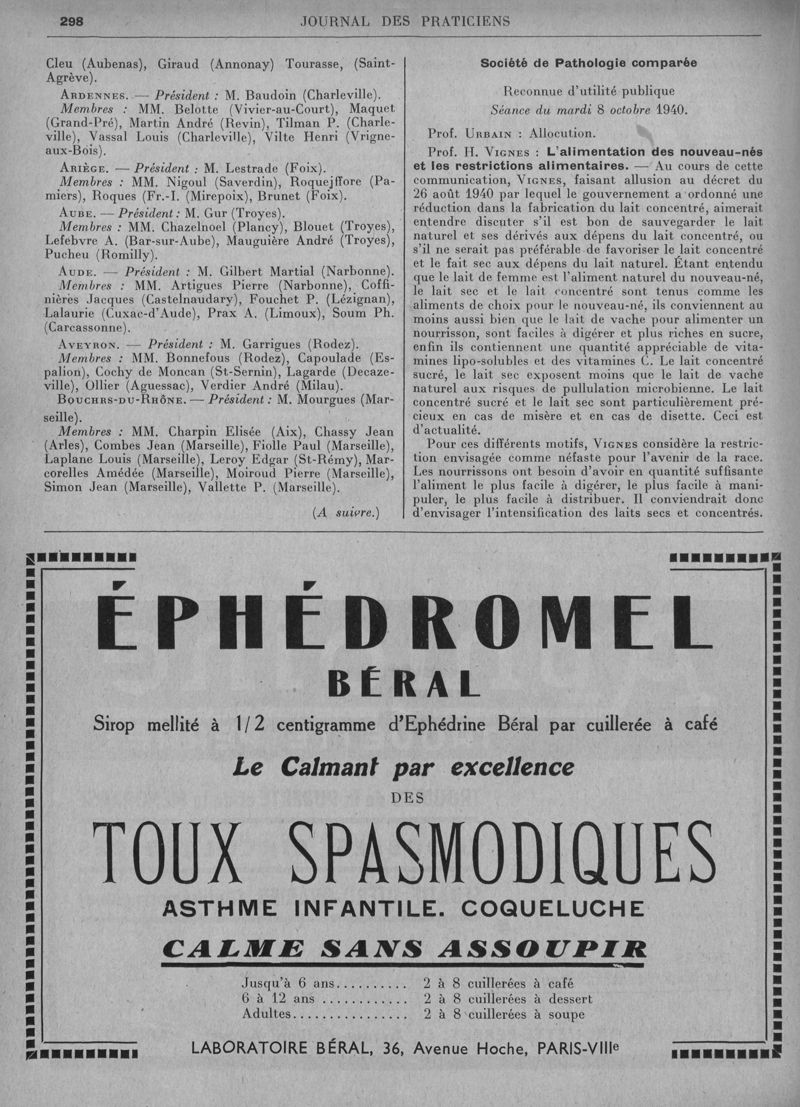 298
JOURNAL DES PRATICIENS
Cleu (Aubenas), Giraud (Annonay) Tourasse, (Saint-
Agrève).
ARDENNES. — Président : M. Baudoin (Charleville).
Membres : MM. Belotte (Vivier-au-Court), Maquet
(Grand-Pré), Martin André (Revin), Tilman P. (Charle-
ville), Vassal Louis (Charleville), Vilte Henri (Vrigne-
aux-Bois).
ARIÈGE. — Président : M. Lestrade (Foix).
Membres : MM. Nigoul (Saverdin), Roquejffore (Pa-
miers), Roques (Fr.-I. (Mirepoix), Brunet (Foix).
AUBE. — Président : M. Gur (Troyes).
Membres : MM. Chazelnoel (Plancy), Blouet (Troyes),
Lefebvre A. (Bar-sur-Aube), Mauguière André (Troyes),
Pucheu (Romilly).
AUDE. — Président : M. Gilbert Martial (Narbonne).
Membres : MM. Artigues Pierre (Narbonne), Coffi-
nières Jacques (Castelnaudary), Fouchet P. (Lézignan),
Lalaurie (Cuxac-d'Aude), Prax A. (Limoux), Soum Ph.
(Carcassonne).
AVEYRON. — Président : M. Garrigues (Rodez).
Membres : MM. Bonnefous (Rodez), Capoulade (Es-
palion), Cochy de Moncan (St-Sernin), Lagarde (Decaze-
ville), Ollier (Aguessac), Verdier André (Milau).
BOUCHRS-DU-RHÔNE. — Président : M. Mourgues (Mar-
seille).
Membres : MM. Charpin Elisée (Aix), Chassy Jean
(Arles), Combes Jean (Marseille), Fiolle Paul (Marseille),
Laplane Louis (Marseille), Leroy Edgar (St-Rémy), Mar-
corelles Amédée (Marseille), Moiroud Pierre (Marseille),
Simon Jean (Marseille), Vallette P. (Marseille).
(A suivre.)
Société de Pathologie comparée
Reconnue d'utilité publique
Séance du mardi 8 octobre 1940.
Prof. URBAIN : Allocution.
Prof. H. VIGNES : L'alimentation des nouveau-nés
et les restrictions alimentaires. — Au cours de cette
communication, VIGNES, faisant allusion au décret du
26 août 1940 par lequel le gouvernement a ordonné une
réduction dans la fabrication du lait concentré, aimerait
entendre discuter s'il est bon de sauvegarder le lait
naturel et ses dérivés aux dépens du lait concentré, ou
s'il ne serait pas préférable de favoriser le lait concentré
et le fait sec aux dépens du lait naturel. Étant entendu
que le lait de femme est l'aliment naturel du nouveau-né,
le lait sec et le lait concentré sont tenus comme les
aliments de choix pour le nouveau-né, ils conviennent au
moins aussi bien que le lait de vache pour alimenter un
nourrisson, sont faciles à digérer et plus riches en sucre,
enfin ils contiennent une quantité appréciable de vita-
mines lipo-solubles et des vitamines C. Le lait concentré
sucré, le lait sec exposent moins que le lait de vache
naturel aux risques de pullulation microbienne. Le lait
concentré sucré et le lait sec sont particulièrement pré-
cieux en cas de misère et en cas de disette. Ceci est
d'actualité.
Pour ces différents motifs, VIGNES considère la restric-
tion envisagée comme néfaste pour l'avenir de la race.
Les nourrissons ont besoin d'avoir en quantité suffisante
l'aliment le plus facile à digérer, le plus facile à mani-
puler, le plus facile à distribuer. Il conviendrait donc
d'envisager l'intensification des laits secs et concentrés.
ÉPHÉDROMEL
BÉRAL
Sirop mellité à 1/2 centigramme d'Ephédrine Béral par cuillerée à café
Le Calmant par excellence
DES
TOUX SPASMODIQUES
ASTHME INFANTILE. COQUELUCHE
CALME SANS ASSOUPIR
Jusqu'à 6 ans.......... 2 à 8 cuillerées à café
6 à 12 ans ............ 2 à 8 cuillerées à dessert
Adultes................ 2 à 8 cuillerées à soupe
LABORATOIRE BÉRAL, 36, Avenue Hoche, PARIS-VIIIe